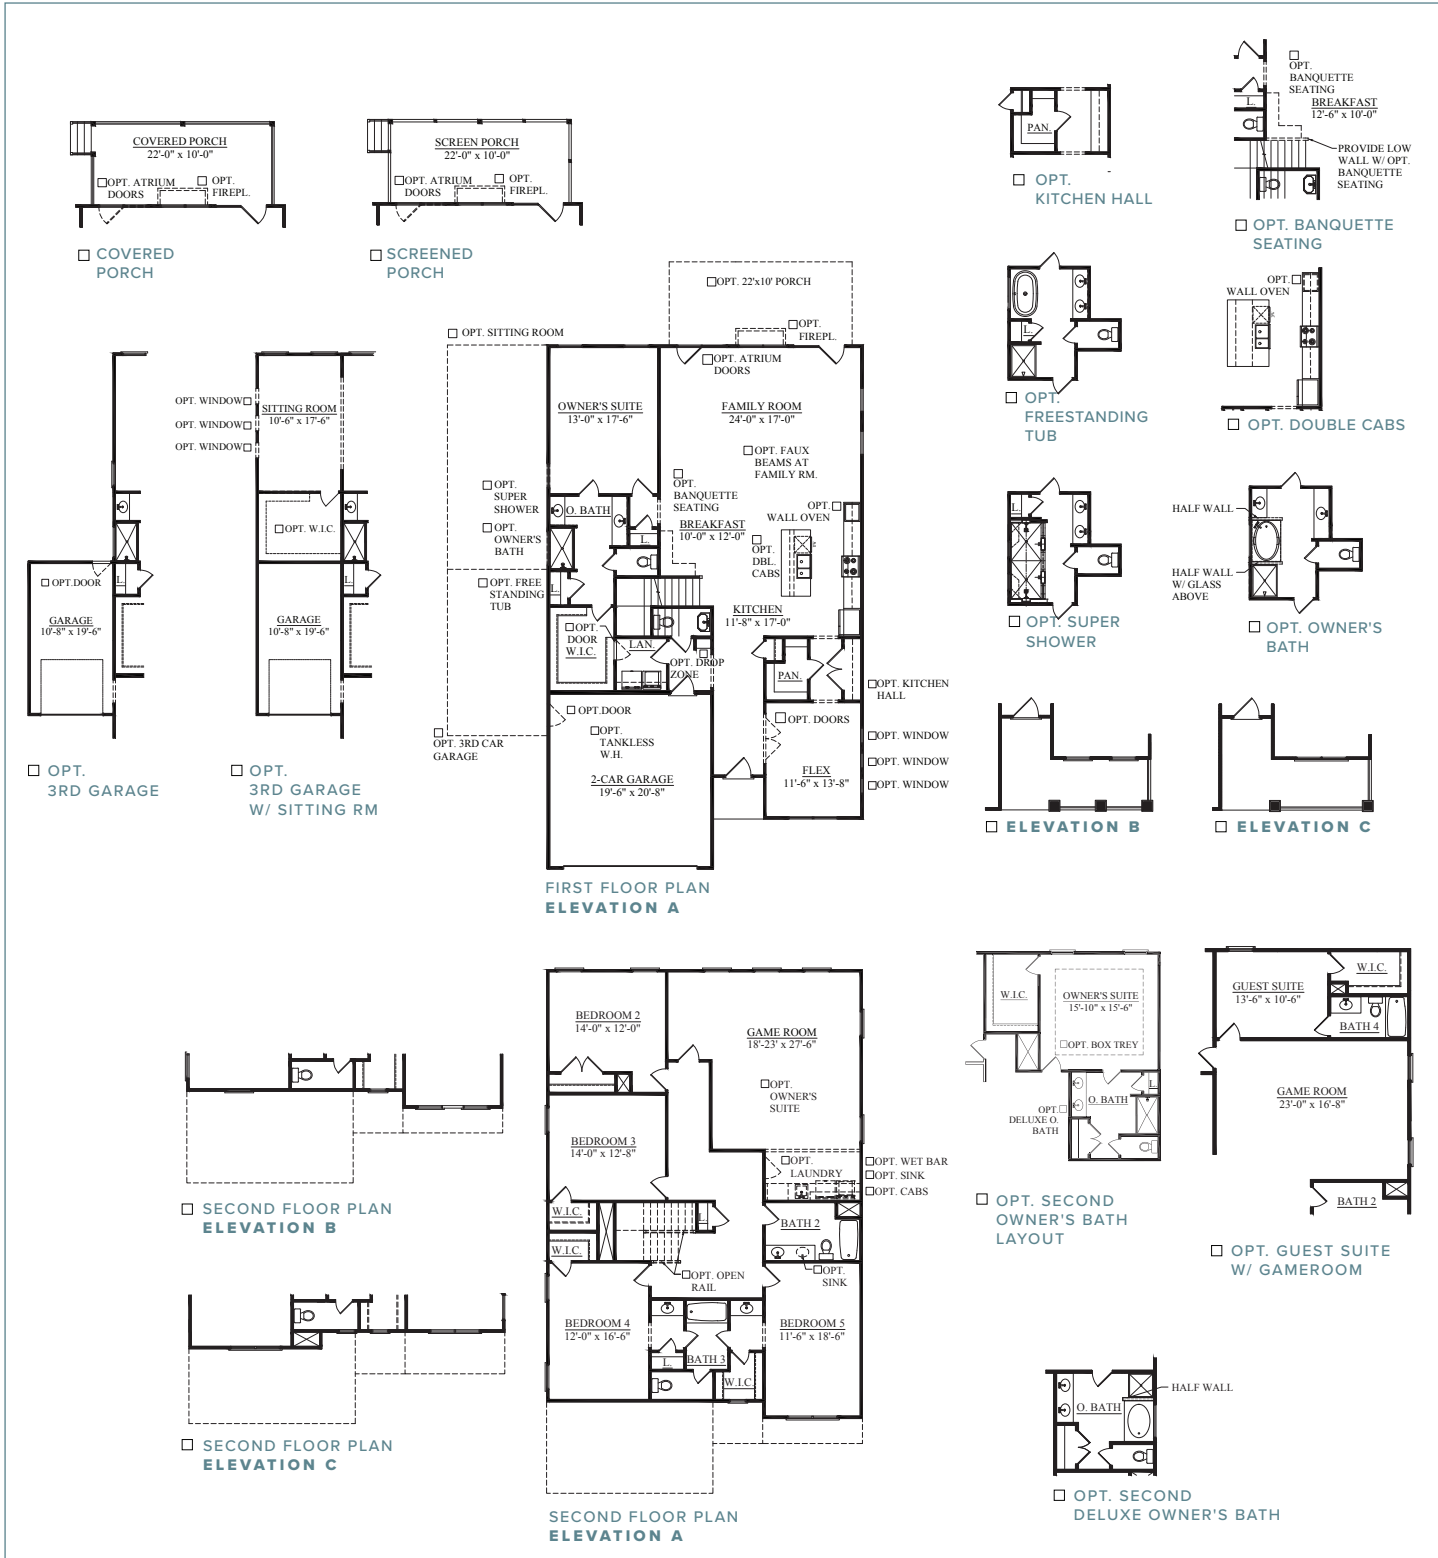 COVERED PORCH
22'-0" x 10'-0"
OPT. ATRIUM
DOORS
OPT.
FIREPL.
COVERED
PORCH
SCREEN PORCH
22'-0" x 10'-0"
OPT. ATRIUM
DOORS
OPT.
FIREPL.
SCREENED
PORCH
PAN.
OPT.
KITCHEN HALL
OPT.
BANQUETTE
SEATING
BREAKFAST
12'-6" x 10'-0"
L.
PROVIDE LOW
WALL W/ OPT.
BANQUETTE
SEATING
OPT. BANQUETTE
SEATING
L.
OPT.
FREESTANDING
TUB
OPT.
WALL OVEN
OPT. DOUBLE CABS
L.
OPT. SUPER
SHOWER
HALF WALL
HALF WALL
W/ GLASS
ABOVE
OPT. OWNER'S
BATH
OPT.DOOR
L.
GARAGE
10'-8" x 19'-6"
OPT.
3RD GARAGE
OPT. WINDOW
OPT. WINDOW
OPT. WINDOW
SITTING ROOM
10'-6" x 17'-6"
OPT. W.I.C.
L.
GARAGE
10'-8" x 19'-6"
OPT.
3RD GARAGE
W/ SITTING RM
OPT. 22'x10' PORCH
OPT. SITTING ROOM
OPT.
FIREPL.
OPT. ATRIUM
DOORS
OWNER'S SUITE
13'-0" x 17'-6"
FAMILY ROOM
24'-0" x 17'-0"
OPT. FAUX
BEAMS AT
FAMILY RM.
OPT.
SUPER
SHOWER
OPT.
BANQUETTE
SEATING
O. BATH
OPT.
WALL OVEN
OPT.
OWNER'S
BATH
BREAKFAST
10'-0" x 12'-0"
L.
OPT.
DBL.
CABS
OPT. FREE
STANDING
TUB
L.
KITCHEN
11'-8" x 17'-0"
OPT.
DOOR
W.I.C.
LAN.
OPT. DROP
ZONE
PAN.
OPT. KITCHEN
HALL
OPT.DOOR
OPT. DOORS
OPT.
TANKLESS
W.H.
OPT. 3RD CAR
GARAGE
OPT. WINDOW
OPT. WINDOW
OPT. WINDOW
2-CAR GARAGE
19'-6" x 20'-8"
FLEX
11'-6" x 13'-8"
FIRST FLOOR PLAN
ELEVATION A
ELEVATION B
ELEVATION C
BEDROOM 2
14'-0" x 12'-0"
GAME ROOM
18'-23' x 27'-6"
OPT.
OWNER'S
SUITE
BEDROOM 3
14'-0" x 12'-8"
OPT.
LAUNDRY
OPT. WET BAR
OPT. SINK
OPT. CABS
W.I.C.
L.
BATH 2
W.I.C.
OPT. OPEN
RAIL
OPT.
SINK
BEDROOM 4
12'-0" x 16'-6"
BEDROOM 5
11'-6" x 18'-6"
L.
BATH 3
W.I.C.
SECOND FLOOR PLAN
ELEVATION A
SECOND FLOOR PLAN
ELEVATION B
SECOND FLOOR PLAN
ELEVATION C
W.I.C.
OWNER'S SUITE
15'-10" x 15'-6"
OPT. BOX TREY
OPT.
DELUXE O.
BATH
O. BATH
L.
OPT. SECOND
OWNER'S BATH
LAYOUT
GUEST SUITE
13'-6" x 10'-6"
W.I.C.
BATH 4
GAME ROOM
23'-0" x 16'-8"
BATH 2
OPT. GUEST SUITE
W/ GAMEROOM
HALF WALL
O. BATH
OPT. SECOND
DELUXE OWNER'S BATH